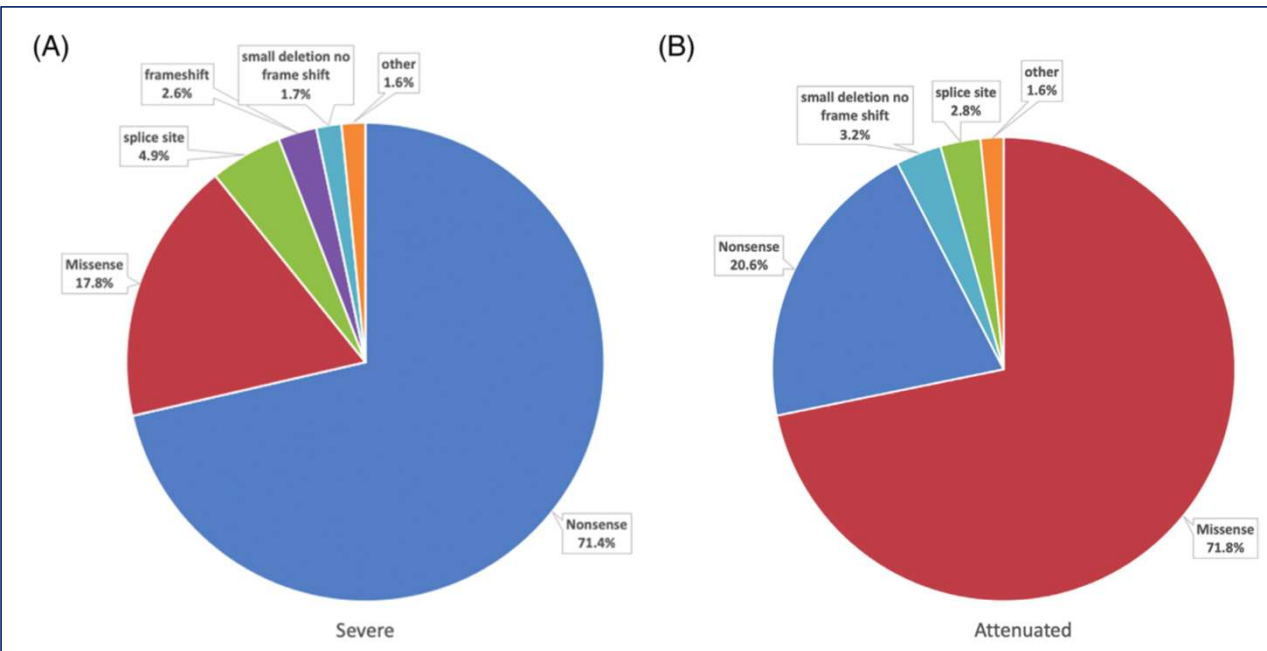 (A)
small deletion no
frame shift
1.7%
other
1.6%
frameshift
2.6%
splice site
4.9%
Missense
17.8%
Nonsense
71.4%
Severe
(B)
other
1.6%
splice site
2.8%
small deletion no
frame shift
3.2%
Nonsense
20.6%
Missense
71.8%
Attenuated